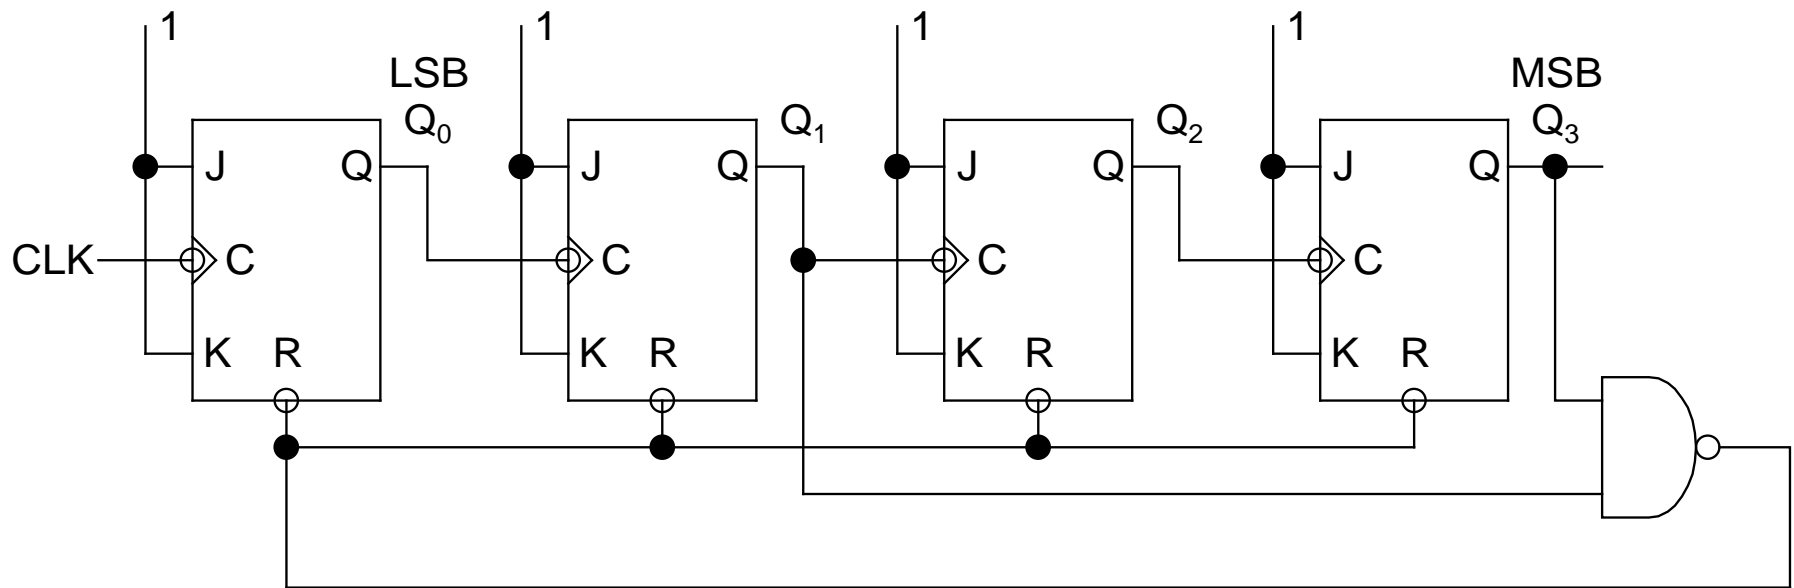 1 1 1 1
LSB MSB
Q₀ Q₁ Q₂ Q₃
J Q J Q J Q J Q
CLK C C C C
K R K R K R K R